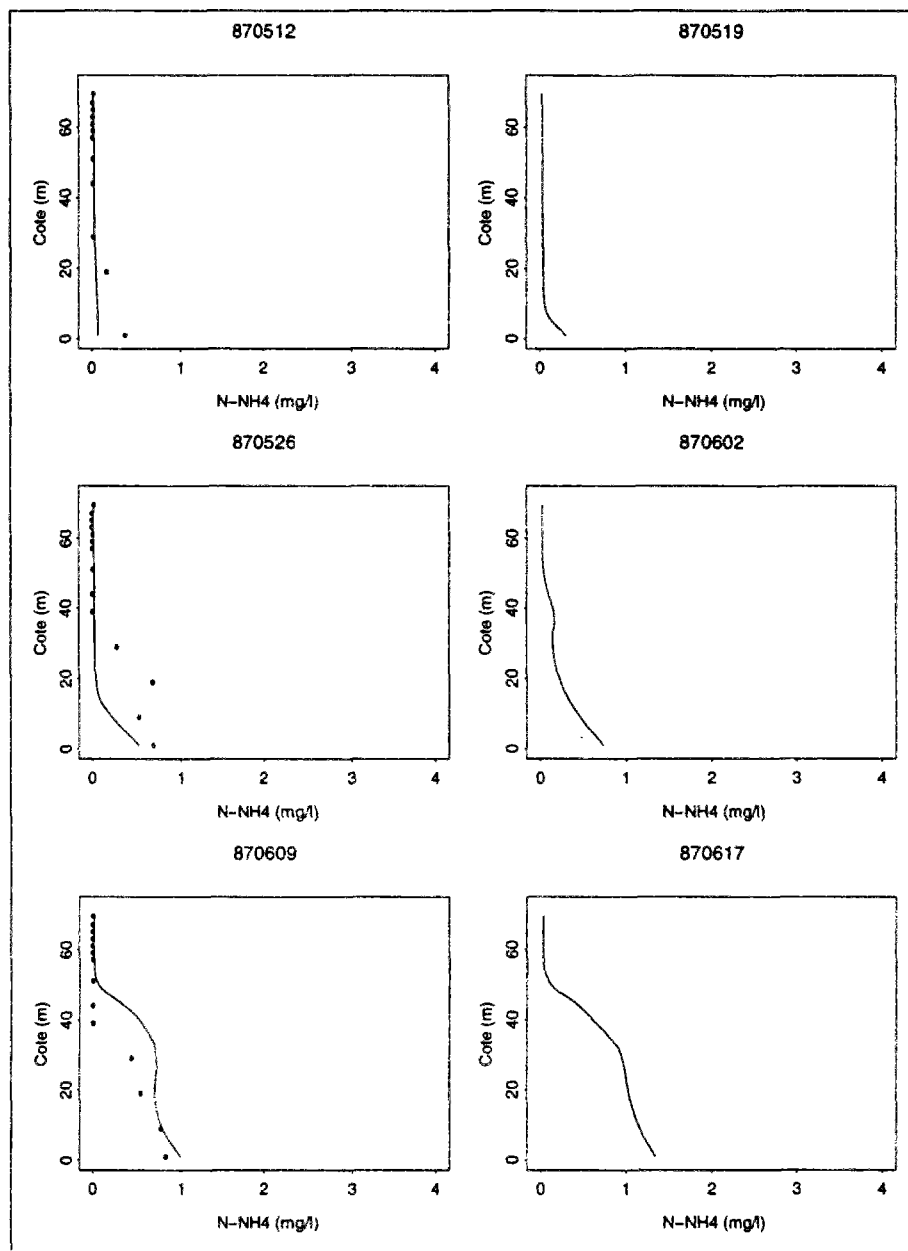 870512
870519
60
40
20
0
Cote (m)
0 1 2 3 4
N-NH4 (mg/l)
60
40
20
0
Cote (m)
0 1 2 3 4
N-NH4 (mg/l)
870526
870602
60
40
20
0
Cote (m)
0 1 2 3 4
N-NH4 (mg/l)
60
40
20
0
Cote (m)
0 1 2 3 4
N-NH4 (mg/l)
870609
870617
60
40
20
0
Cote (m)
0 1 2 3 4
N-NH4 (mg/l)
60
40
20
0
Cote (m)
0 1 2 3 4
N-NH4 (mg/l)